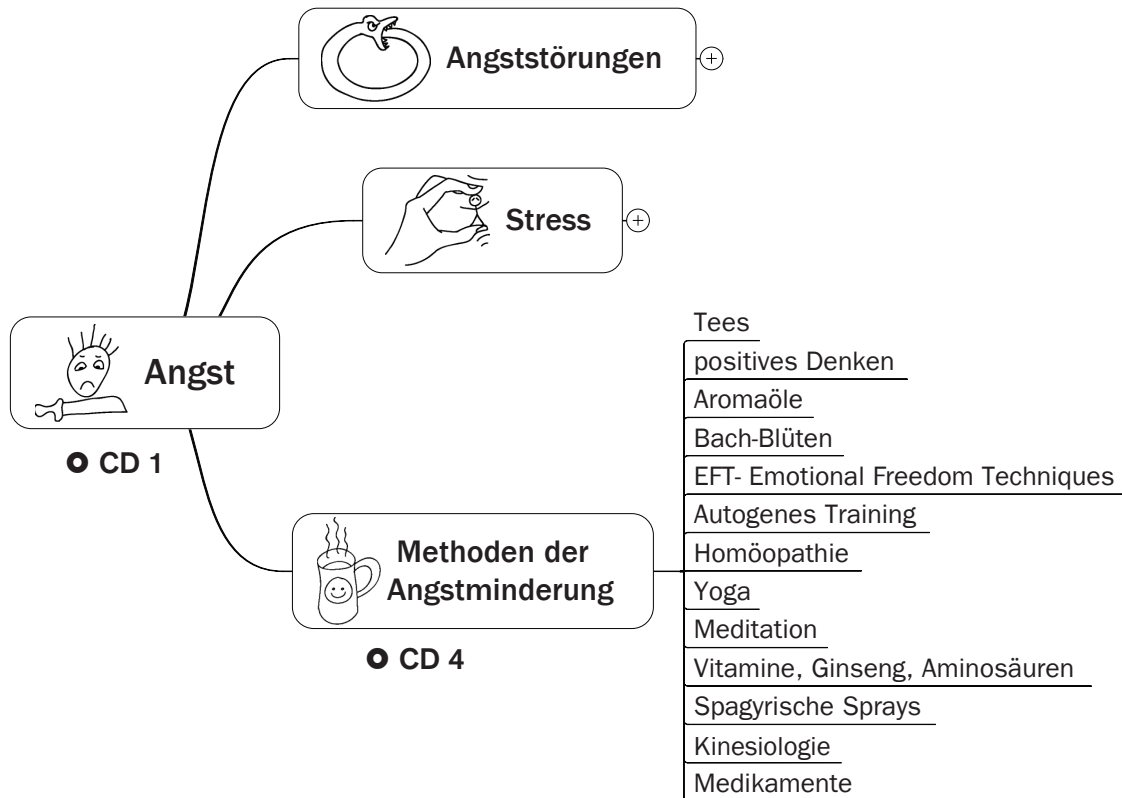 Angststörungen
Stress
Angst
CD 1
Methoden der
Angstminderung
CD 4
Tees
positives Denken
Aromaöle
Bach-Blüten
EFT- Emotional Freedom Techniques
Autogenes Training
Homöopathie
Yoga
Meditation
Vitamine, Ginseng, Aminosäuren
Spagyrische Sprays
Kinesiologie
Medikamente